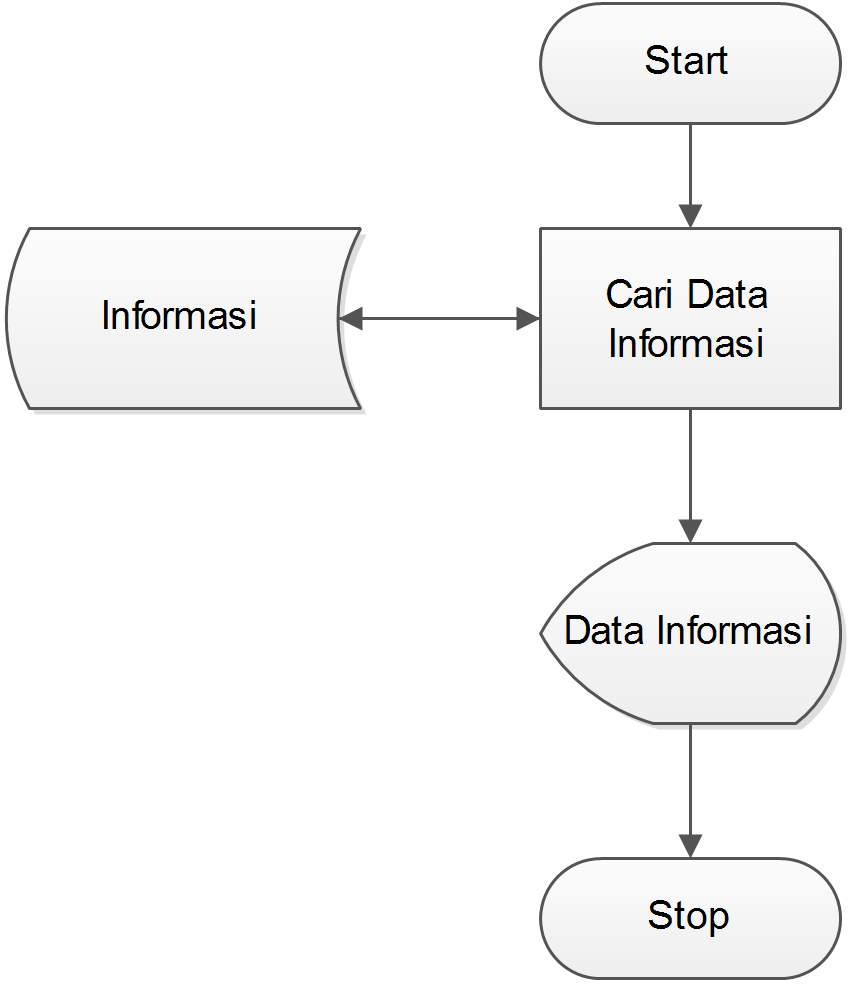 Start
Informasi
Cari Data
Informasi
Data Informasi
Stop